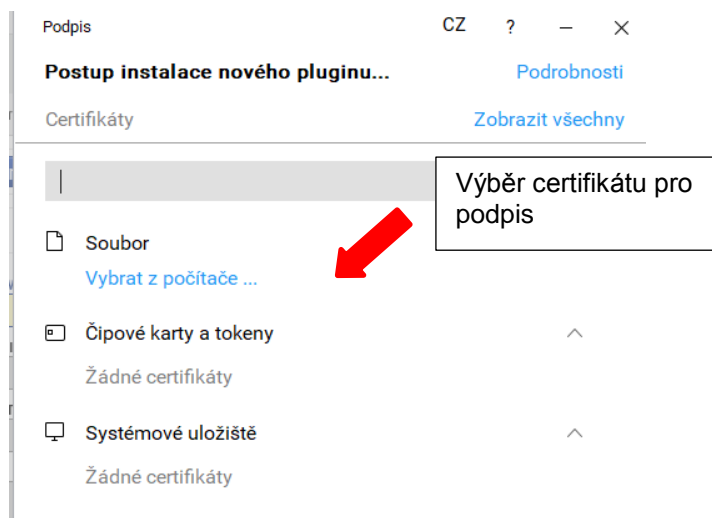 Podpis CZ ? – ×
Postup instalace nového pluginu... Podrobnosti
Certifikáty Zobrazit všechny
Výběr certifikátu pro
podpis
Soubor
Vybrat z počítače ...
Čipové karty a tokeny
Žádné certifikáty
Systémové uložiště
Žádné certifikáty